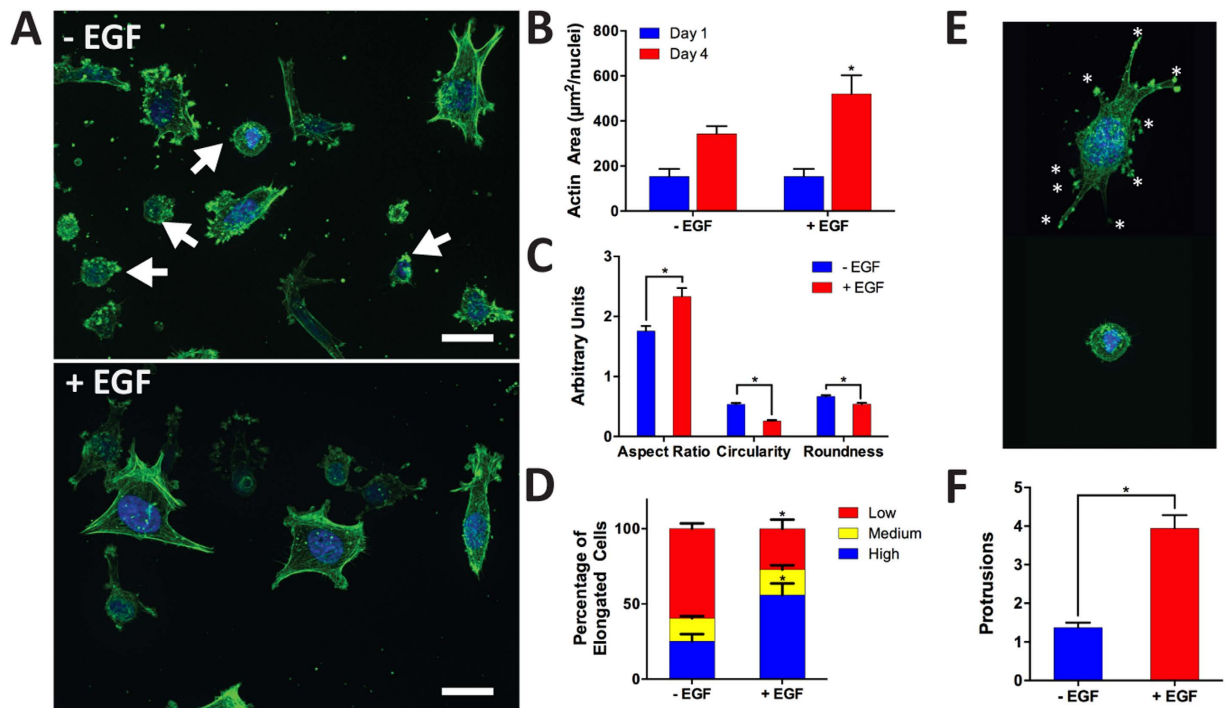 A
- EGF
+ EGF
B
Actin Area (µm²/nuclei)
800
600
400
200
0
Day 1
Day 4
*
- EGF
+ EGF
C
Arbitrary Units
3
2
1
0
- EGF
+ EGF
*
*
*
Aspect Ratio
Circularity
Roundness
D
Percentage of
Elongated Cells
100
50
0
*
*
Low
Medium
High
- EGF
+ EGF
E
*
*
*
*
*
*
*
*
*
F
Protrusions
5
4
3
2
1
0
*
- EGF
+ EGF